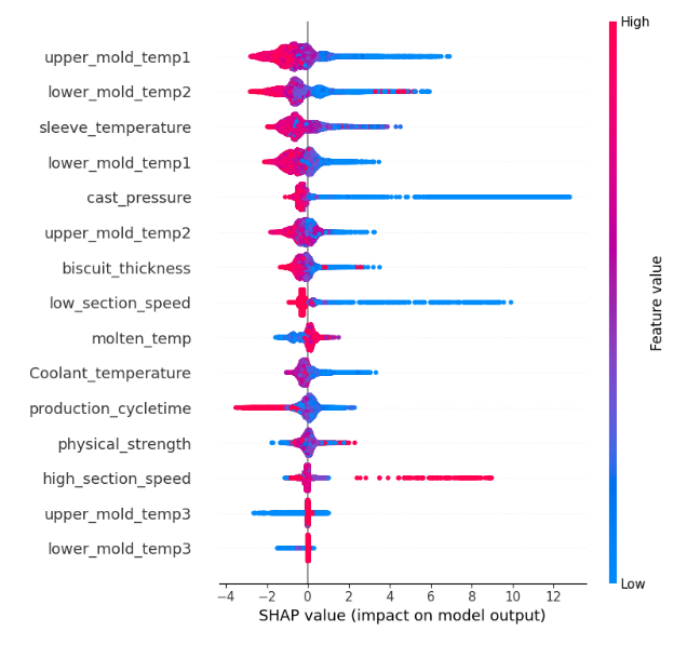 High
upper_mold_temp1
lower_mold_temp2
sleeve_temperature
lower_mold_temp1
cast_pressure
upper_mold_temp2
biscuit_thickness
low_section_speed
molten_temp
Coolant_temperature
production_cycletime
physical_strength
high_section_speed
upper_mold_temp3
lower_mold_temp3
Feature value
Low
−4 −2 0 2 4 6 8 10 12
SHAP value (impact on model output)